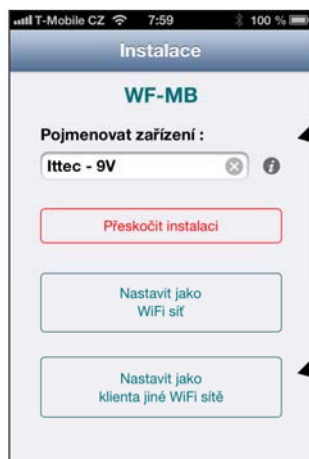 T-Mobile CZ 7:59 100 %
Instalace
WF-MB
Pojmenovat zařízení :
Ittec - 9V
Přeskočit instalaci
Nastavit jako
WiFi síť
Nastavit jako
klienta jiné WiFi sítě